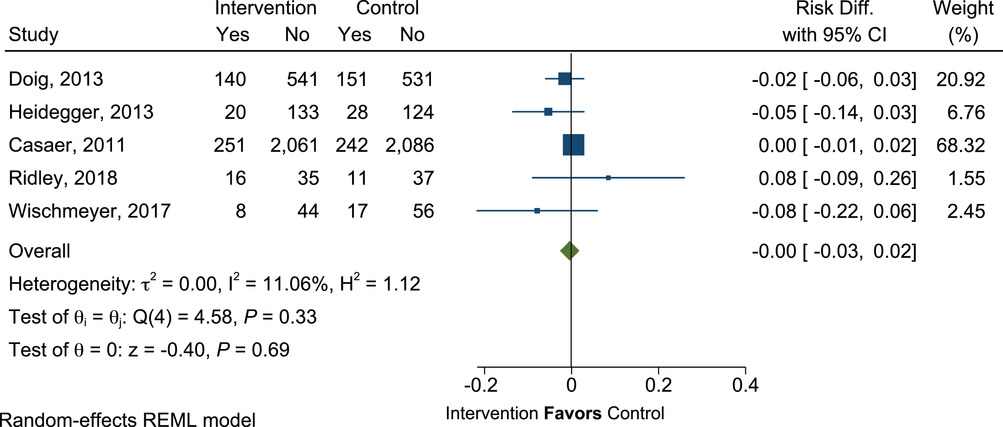 Intervention Control Risk Diff. Weight
Study Yes No Yes No with 95% CI (%)
Doig, 2013 140 541 151 531 -0.02 [ -0.06, 0.03] 20.92
Heidegger, 2013 20 133 28 124 -0.05 [ -0.14, 0.03] 6.76
Casaer, 2011 251 2,061 242 2,086 0.00 [ -0.01, 0.02] 68.32
Ridley, 2018 16 35 11 37 0.08 [ -0.09, 0.26] 1.55
Wischmeyer, 2017 8 44 17 56 -0.08 [ -0.22, 0.06] 2.45
Overall -0.00 [ -0.03, 0.02]
Heterogeneity: τ² = 0.00, I² = 11.06%, H² = 1.12
Test of θᵢ = θⱼ: Q(4) = 4.58, P = 0.33
Test of θ = 0: z = -0.40, P = 0.69
-0.2 0 0.2 0.4
Intervention Favors Control
Random-effects REML model